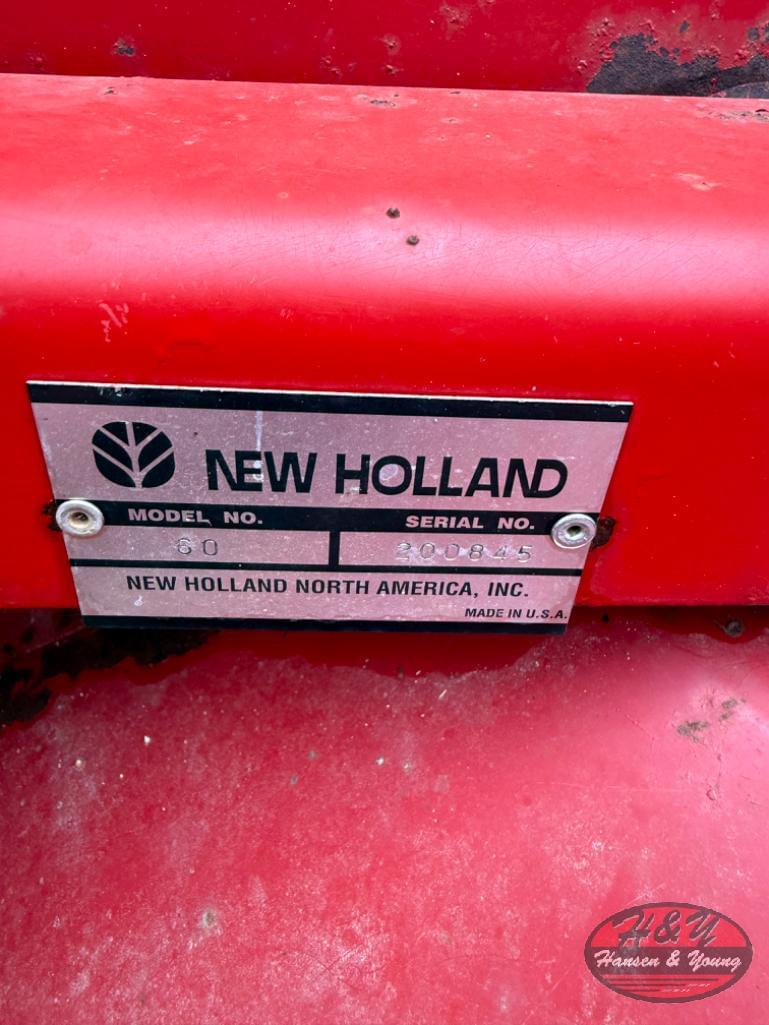 NEW HOLLAND
MODEL NO. SERIAL NO.
60 200845
NEW HOLLAND NORTH AMERICA, INC.
MADE IN U.S.A.
H&Y
Hansen & Young